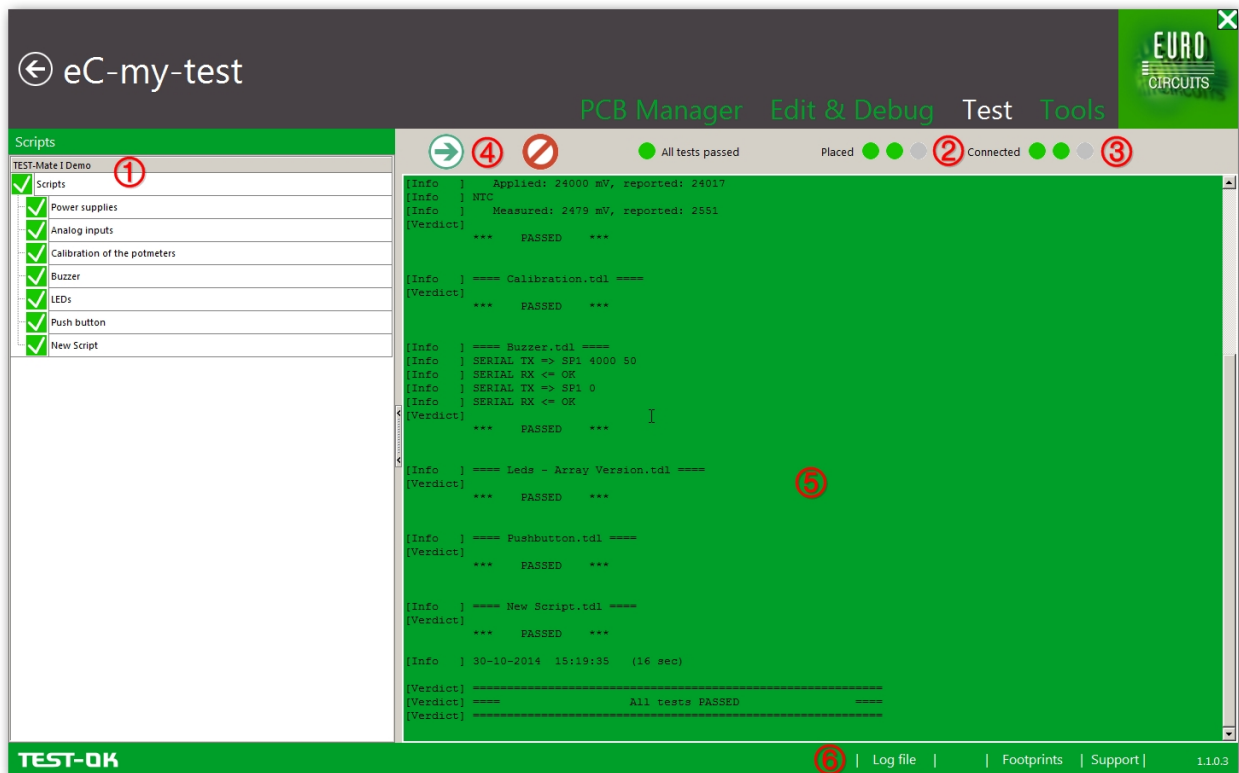 eC-my-test
X
EURO
CIRCUITS
PCB Manager Edit & Debug Test Tools
Scripts
④ All tests passed Placed ② Connected ③
TEST-Mate I Demo ①
Scripts
Power supplies
Analog inputs
Calibration of the potmeters
Buzzer
LEDs
Push button
New Script
[Info ] Applied: 24000 mV, reported: 24017
[Info ] NTC
[Info ] Measured: 2479 mV, reported: 2551
[Verdict]
*** PASSED ***
[Info ] ==== Calibration.tdl ====
[Verdict]
*** PASSED ***
[Info ] ==== Buzzer.tdl ====
[Info ] SERIAL TX => SP1 4000 50
[Info ] SERIAL RX <= OK
[Info ] SERIAL TX => SP1 0
[Info ] SERIAL RX <= OK
[Verdict]
*** PASSED ***
[Info ] ==== Leds - Array Version.tdl ====
⑤
[Verdict]
*** PASSED ***
[Info ] ==== Pushbutton.tdl ====
[Verdict]
*** PASSED ***
[Info ] ==== New Script.tdl ====
[Verdict]
*** PASSED ***
[Info ] 30-10-2014 15:19:35 (16 sec)
[Verdict] ============================================================
[Verdict] ==== All tests PASSED ====
[Verdict] ============================================================
TEST-OK ⑥ | Log file | | Footprints | Support | 1.1.0.3